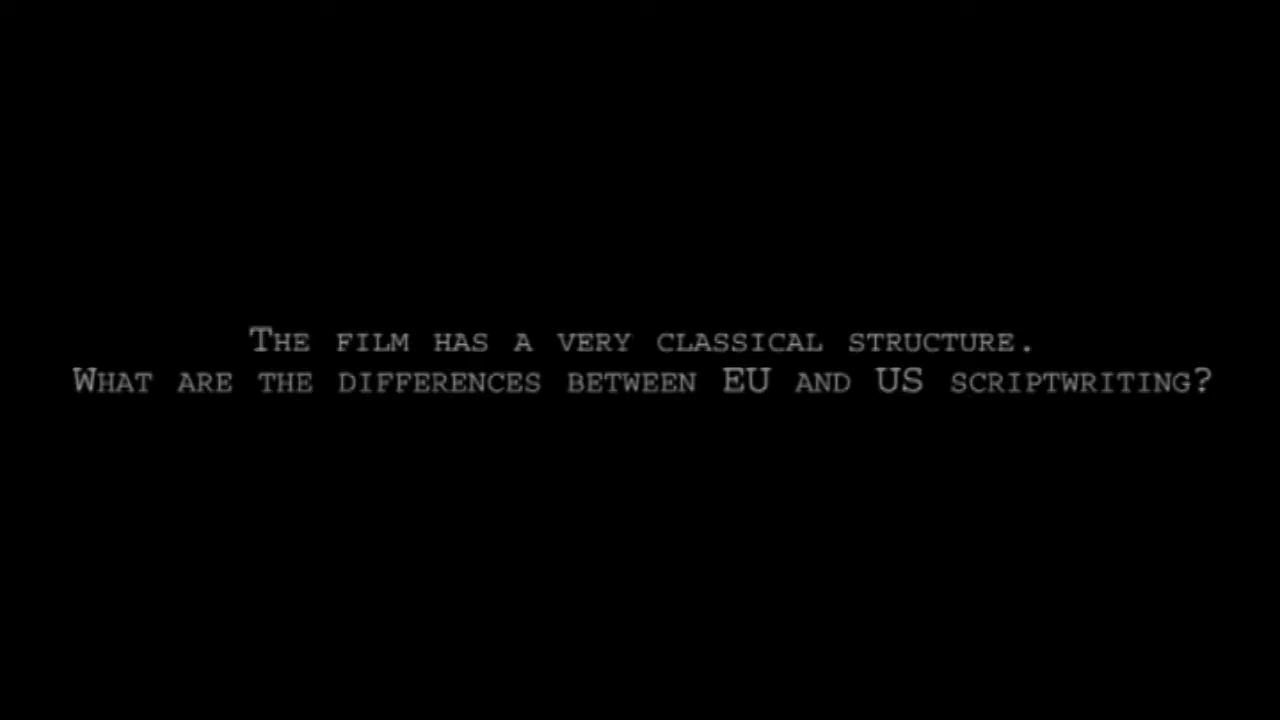 The film has a very classical structure.
What are the differences between EU and US scriptwriting?